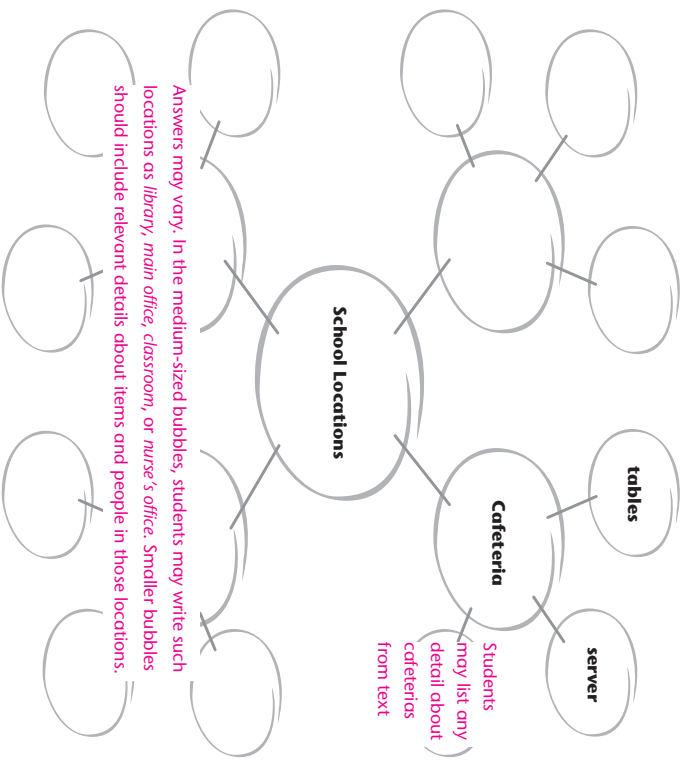 tables
server
Cafeteria
Students
may list any
detail about
cafeterias
from text
School Locations
Answers may vary. In the medium-sized bubbles, students may write such
locations as library, main office, classroom, or nurse's office. Smaller bubbles
should include relevant details about items and people in those locations.